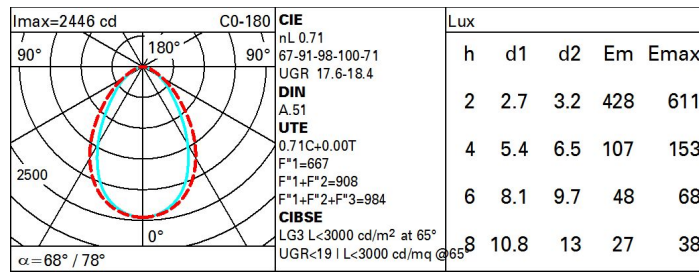 Imax=2446 cd C0-180
90° 180° 90°
2500
0°
α=68° / 78°
CIE
nL 0.71
67-91-98-100-71
UGR 17.6-18.4
DIN
A.51
UTE
0.71C+0.00T
F"1=667
F"1+F"2=908
F"1+F"2+F"3=984
CIBSE
LG3 L<3000 cd/m² at 65°
UGR<19 | L<3000 cd/mq @65°
Lux
h d1 d2 Em Emax
2 2.7 3.2 428 611
4 5.4 6.5 107 153
6 8.1 9.7 48 68
8 10.8 13 27 38